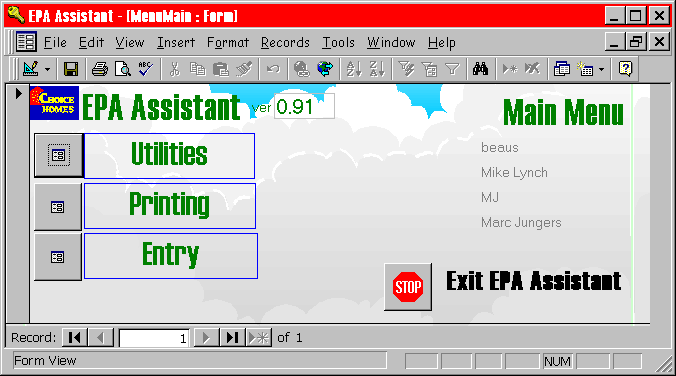 EPA Assistant - [MenuMain : Form]
File Edit View Insert Format Records Tools Window Help
CHOICE HOMES
EPA Assistant ver 0.91
Main Menu
Utilities
beaus
Mike Lynch
Printing
MJ
Marc Jungers
Entry
STOP
Exit EPA Assistant
Record: 1 of 1
Form View NUM